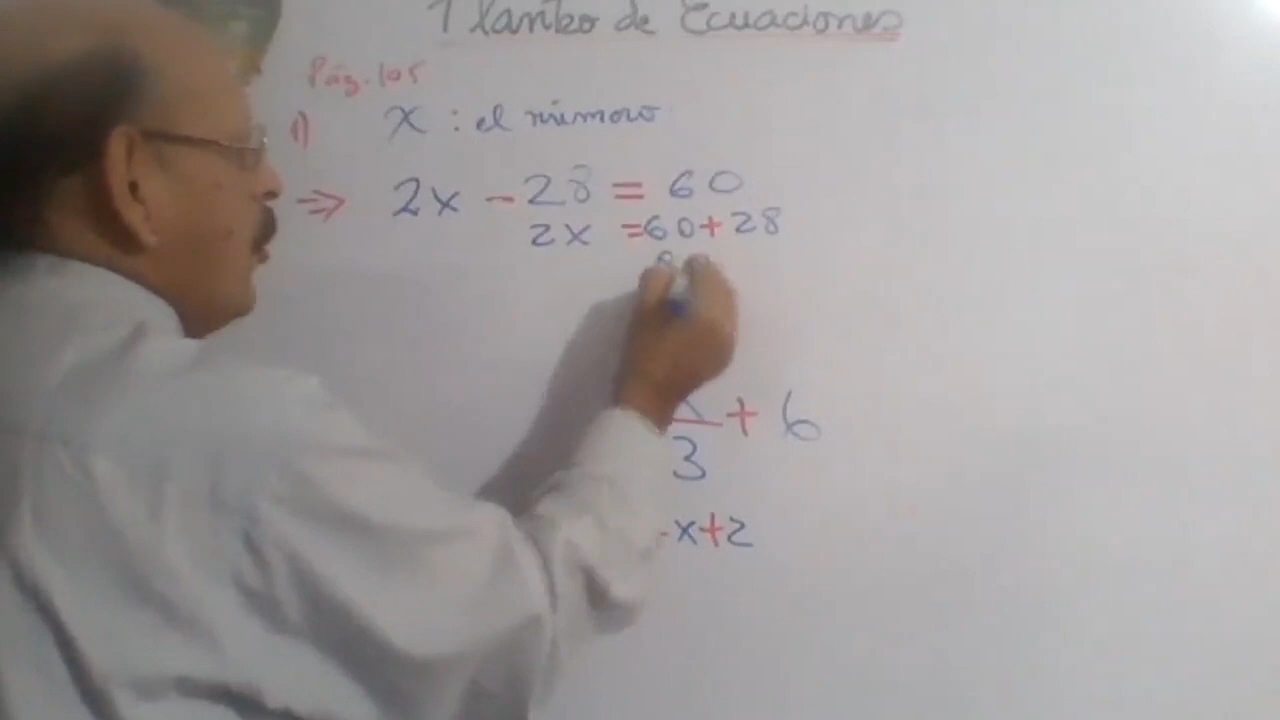 Planteo de Ecuaciones
Pág. 105
1) x : el número
⇒ 2x - 28 = 60
2x = 60 + 28
+ 6
3
-x+2